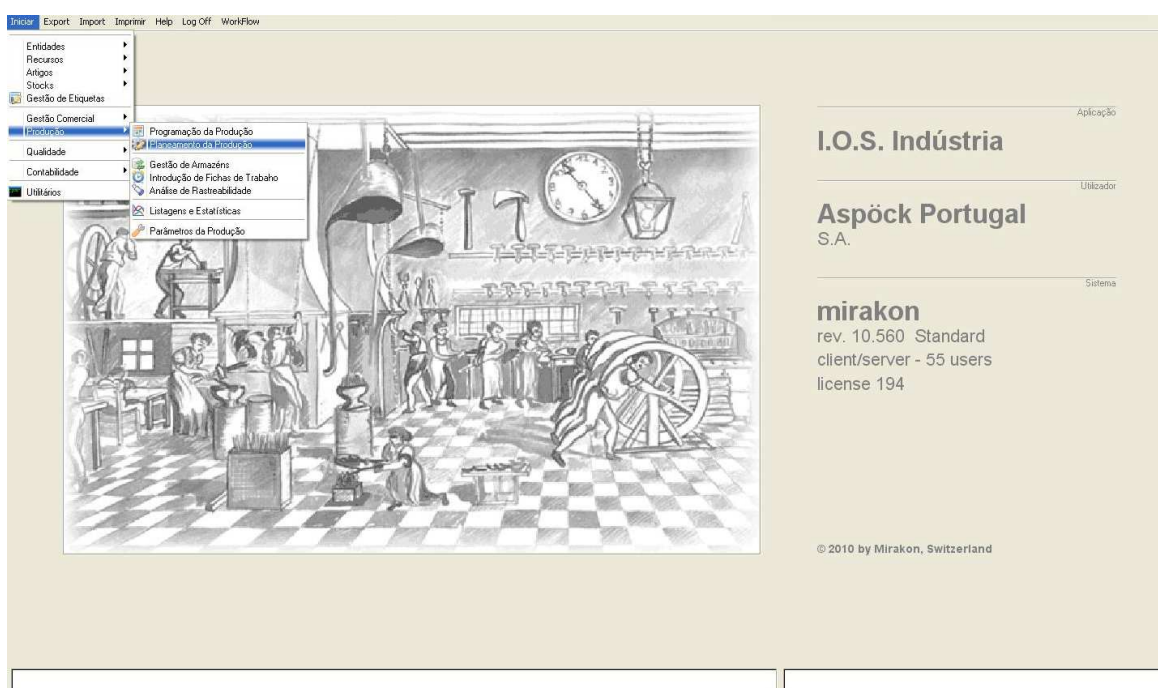 Iniciar Export Import Imprimir Help Log Off WorkFlow
Entidades
Recursos
Artigos
Stocks
Gestão de Etiquetas
Gestão Comercial
Produção
Qualidade
Contabilidade
Utilitários
Programação da Produção
Planeamento da Produção
Gestão de Armazéns
Introdução de Fichas de Trabaho
Análise de Rastreabilidade
Listagens e Estatísticas
Parâmetros da Produção
Aplicação
I.O.S. Indústria
Utilizador
Aspöck Portugal
S.A.
Sistema
mirakon
rev. 10.560 Standard
client/server - 55 users
license 194
© 2010 by Mirakon, Switzerland